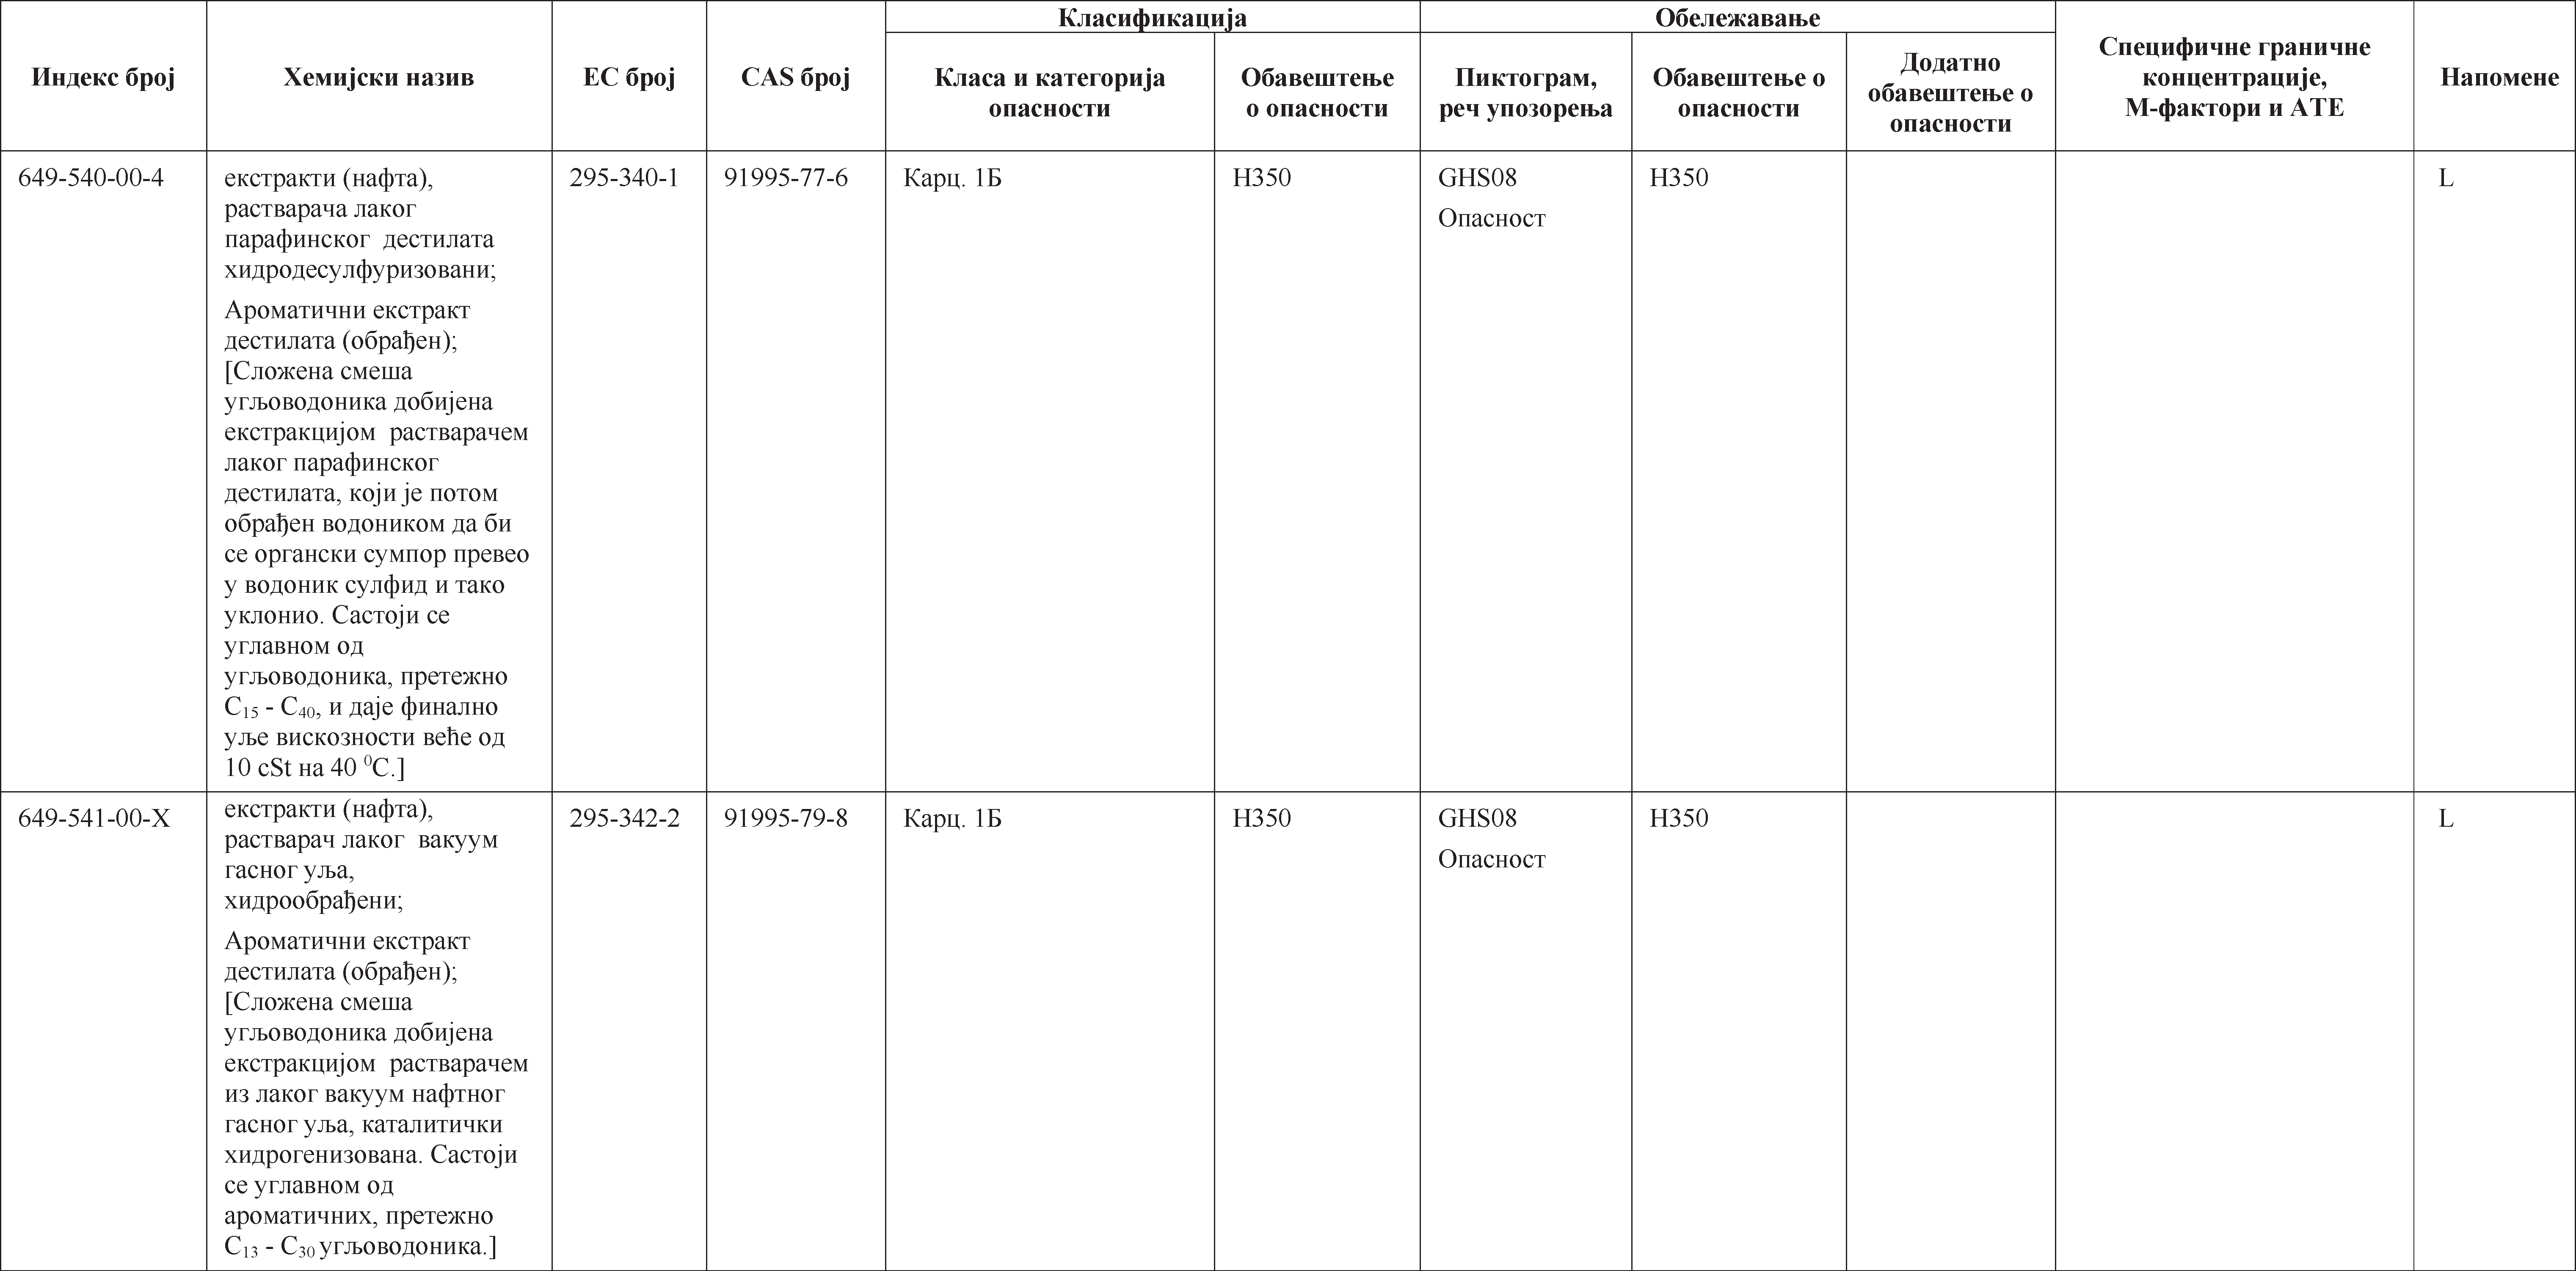 Класификација
Обележавање
Индекс број
Хемијски назив
ЕС број
CAS број
Класа и категорија
опасности
Обавештење
о опасности
Пиктограм,
реч упозорења
Обавештење о
опасности
Додатно
обавештење о
опасности
Специфичне граничне
концентрације,
М-фактори и АТЕ
Напомене
649-540-00-4
екстракти (нафта),
растварача лаког
парафинског дестилата
хидродесулфуризовани;
Ароматични екстракт
дестилата (обрађен);
[Сложена смеша
угљоводоника добијена
екстракцијом растварачем
лаког парафинског
дестилата, који је потом
обрађен водоником да би
се органски сумпор превео
у водоник сулфид и тако
уклонио. Састоји се
углавном од
угљоводоника, претежно
C₁₅ - C₄₀, и даје финално
уље вискозности веће од
10 cSt на 40 ⁰C.]
295-340-1
91995-77-6
Карц. 1Б
H350
GHS08
Опасност
H350
L
649-541-00-X
екстракти (нафта),
растварач лаког вакуум
гасног уља,
хидрообрађени;
Ароматични екстракт
дестилата (обрађен);
[Сложена смеша
угљоводоника добијена
екстракцијом растварачем
из лаког вакуум нафтног
гасног уља, каталитички
хидрогенизована. Састоји
се углавном од
ароматичних, претежно
C₁₃ - C₃₀ угљоводоника.]
295-342-2
91995-79-8
Карц. 1Б
H350
GHS08
Опасност
H350
L